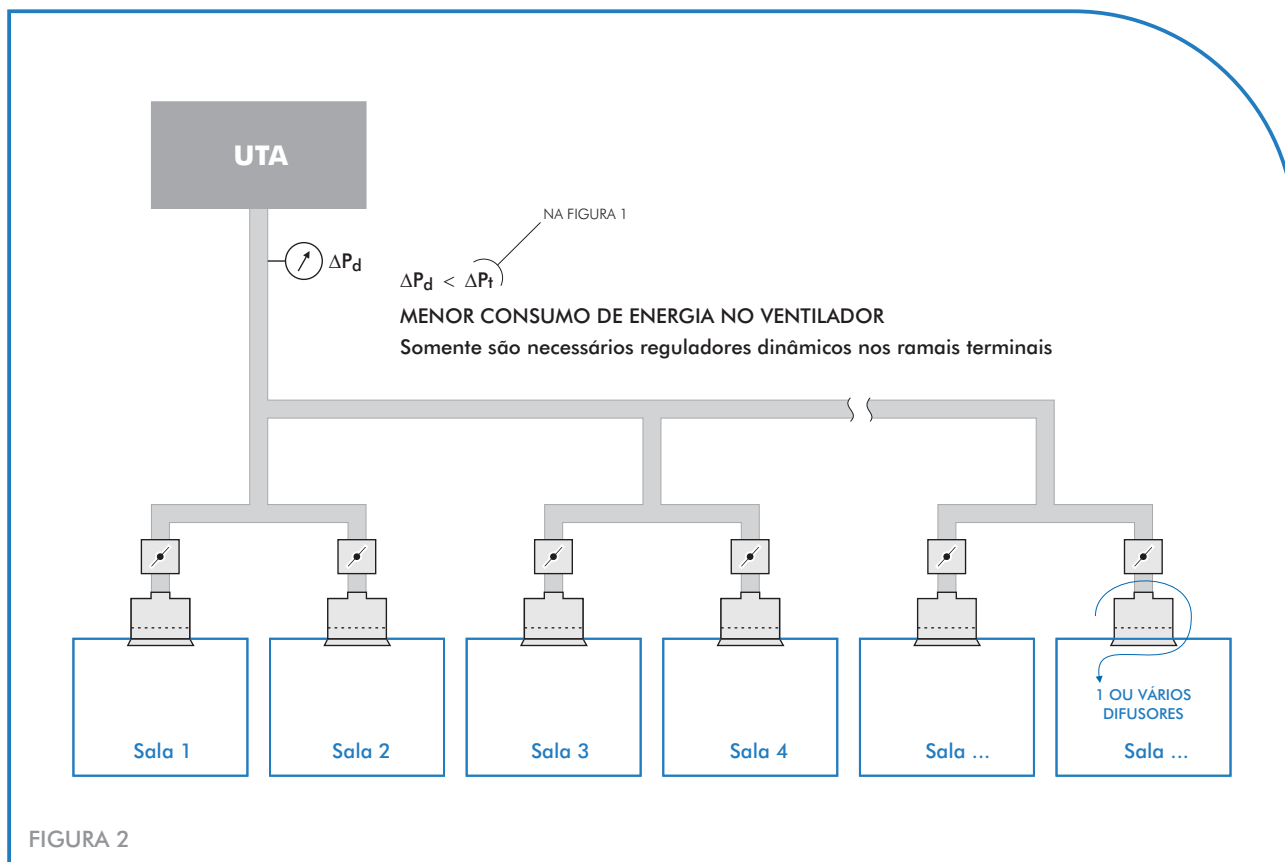 UTA
NA FIGURA 1
ΔPd
ΔPd < ΔPt
MENOR CONSUMO DE ENERGIA NO VENTILADOR
Somente são necessários reguladores dinâmicos nos ramais terminais
1 OU VÁRIOS
DIFUSORES
Sala 1
Sala 2
Sala 3
Sala 4
Sala ...
Sala ...
FIGURA 2